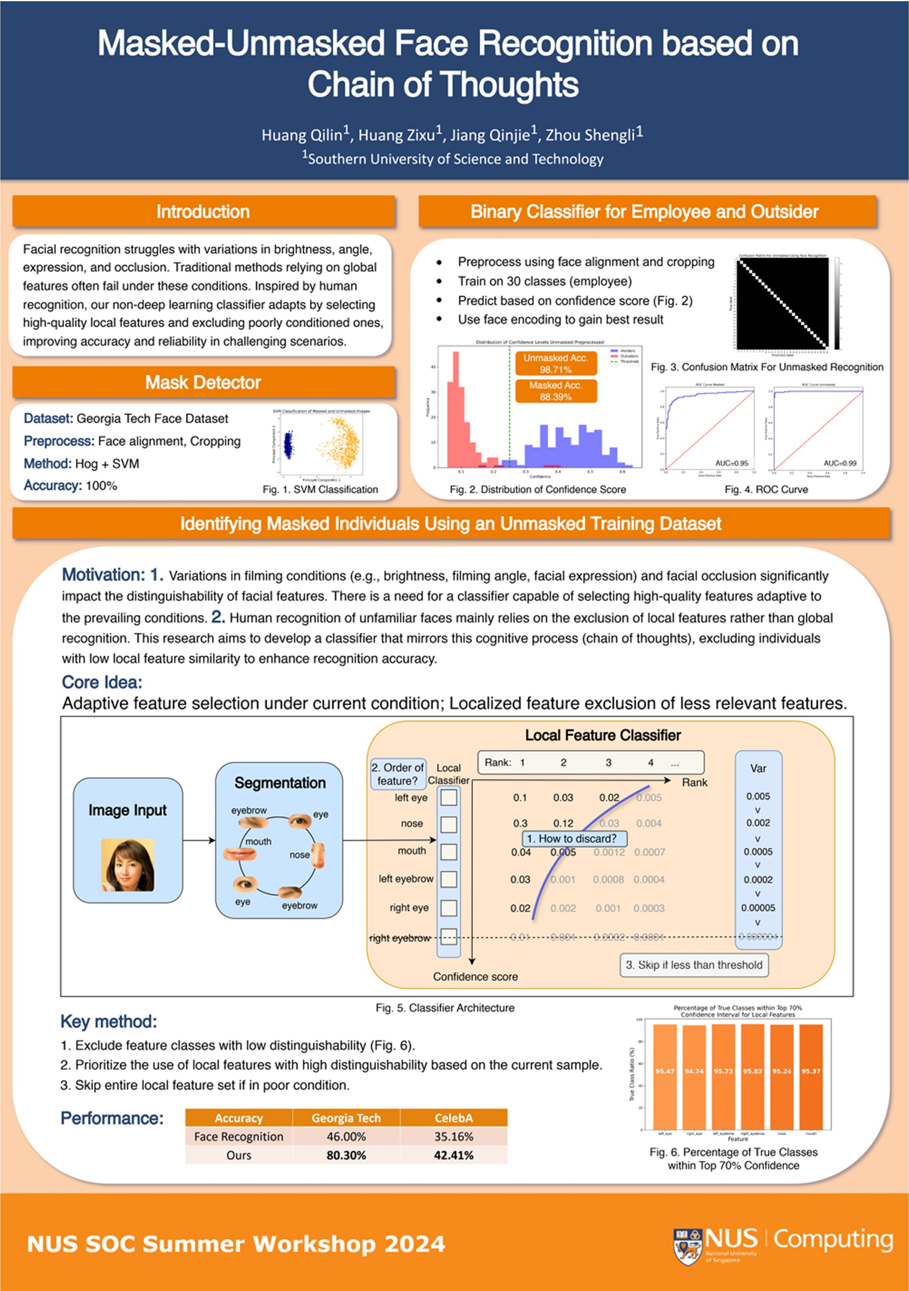 Masked-Unmasked Face Recognition based on
Chain of Thoughts
Huang Qilin1, Huang Zixu1, Jiang Qinjie1, Zhou Shengli1
1Southern University of Science and Technology
Introduction
Facial recognition struggles with variations in brightness, angle,
expression, and occlusion. Traditional methods relying on global
features often fail under these conditions. Inspired by human
recognition, our non-deep learning classifier adapts by selecting
high-quality local features and excluding poorly conditioned ones,
improving accuracy and reliability in challenging scenarios.
Mask Detector
Dataset: Georgia Tech Face Dataset
Preprocess: Face alignment, Cropping
Method: Hog + SVM
Accuracy: 100%
SVM Classification of Masked and Unmasked Images
Principal Component 2
Principal Component 1
Fig. 1. SVM Classification
Binary Classifier for Employee and Outsider
• Preprocess using face alignment and cropping
• Train on 30 classes (employee)
• Predict based on confidence score (Fig. 2)
• Use face encoding to gain best result
Distribution of Confidence Levels Unmasked Preprocessed
Insiders
Outsiders
Threshold
Unmasked Acc.
98.71%
Masked Acc.
88.39%
Frequency
40
30
20
10
0
0.1 0.2 0.3 0.4 0.5 0.6
Confidence
Fig. 2. Distribution of Confidence Score
Confusion Matrix For Unmasked Using Face Recognition
Fig. 3. Confusion Matrix For Unmasked Recognition
ROC Curve Masked
AUC=0.95
ROC Curve Unmasked
AUC=0.99
Fig. 4. ROC Curve
Identifying Masked Individuals Using an Unmasked Training Dataset
Motivation: 1. Variations in filming conditions (e.g., brightness, filming angle, facial expression) and facial occlusion significantly
impact the distinguishability of facial features. There is a need for a classifier capable of selecting high-quality features adaptive to
the prevailing conditions. 2. Human recognition of unfamiliar faces mainly relies on the exclusion of local features rather than global
recognition. This research aims to develop a classifier that mirrors this cognitive process (chain of thoughts), excluding individuals
with low local feature similarity to enhance recognition accuracy.
Core Idea:
Adaptive feature selection under current condition; Localized feature exclusion of less relevant features.
Image Input
Segmentation
eyebrow
eye
mouth
nose
eye
eyebrow
Local Feature Classifier
2. Order of
feature?
Local
Classifier
Rank: 1 2 3 4 ...
Rank
Var
left eye 0.1 0.03 0.02 0.005 0.005
v
nose 0.3 0.12 0.03 0.004 0.002
v
1. How to discard?
mouth 0.04 0.005 0.0012 0.0007 0.0005
v
left eyebrow 0.03 0.001 0.0008 0.0004 0.0002
v
right eye 0.02 0.002 0.001 0.0003 0.00005
v
right eyebrow 0.01 0.001 0.0002 0.0001
3. Skip if less than threshold
Confidence score
Fig. 5. Classifier Architecture
Key method:
1. Exclude feature classes with low distinguishability (Fig. 6).
2. Prioritize the use of local features with high distinguishability based on the current sample.
3. Skip entire local feature set if in poor condition.
Performance:
Accuracy Georgia Tech CelebA
Face Recognition 46.00% 35.16%
Ours 80.30% 42.41%
Percentage of True Classes within Top 70%
Confidence Interval for Local Features
True Class Ratio (%)
100
80
60
40
20
0
95.47 94.74 95.73 95.83 95.24 95.37
left_eye right_eye left_eyebrow right_eyebrow nose mouth
Feature
Fig. 6. Percentage of True Classes
within Top 70% Confidence
NUS SOC Summer Workshop 2024
NUS Computing
National University
of Singapore